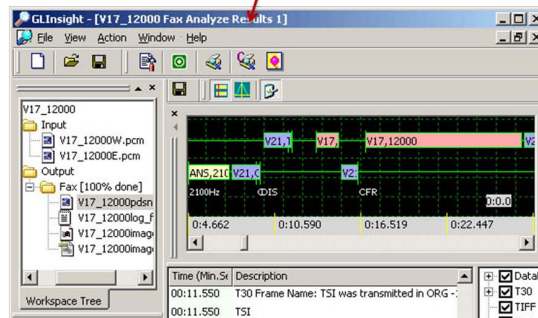 GLInsight - [V17_12000 Fax Analyze Results 1]
File View Action Window Help
V17_12000
Input
V17_12000W.pcm
V17_12000E.pcm
Output
Fax [100% done]
V17_12000pdsn
V17_12000log_f
V17_12000imag
V17_12000imag
Workspace Tree
V21,T V17, V17,12000 V2
ANS,210 V21,C V2
2100Hz DIS CFR
0:0.0
0:4.662 0:10.590 0:16.519 0:22.447
Time (Min.Se Description
00:11.550 T30 Frame Name: TSI was transmitted in ORG -
00:11.550 TSI
Datal
T30
TIFF